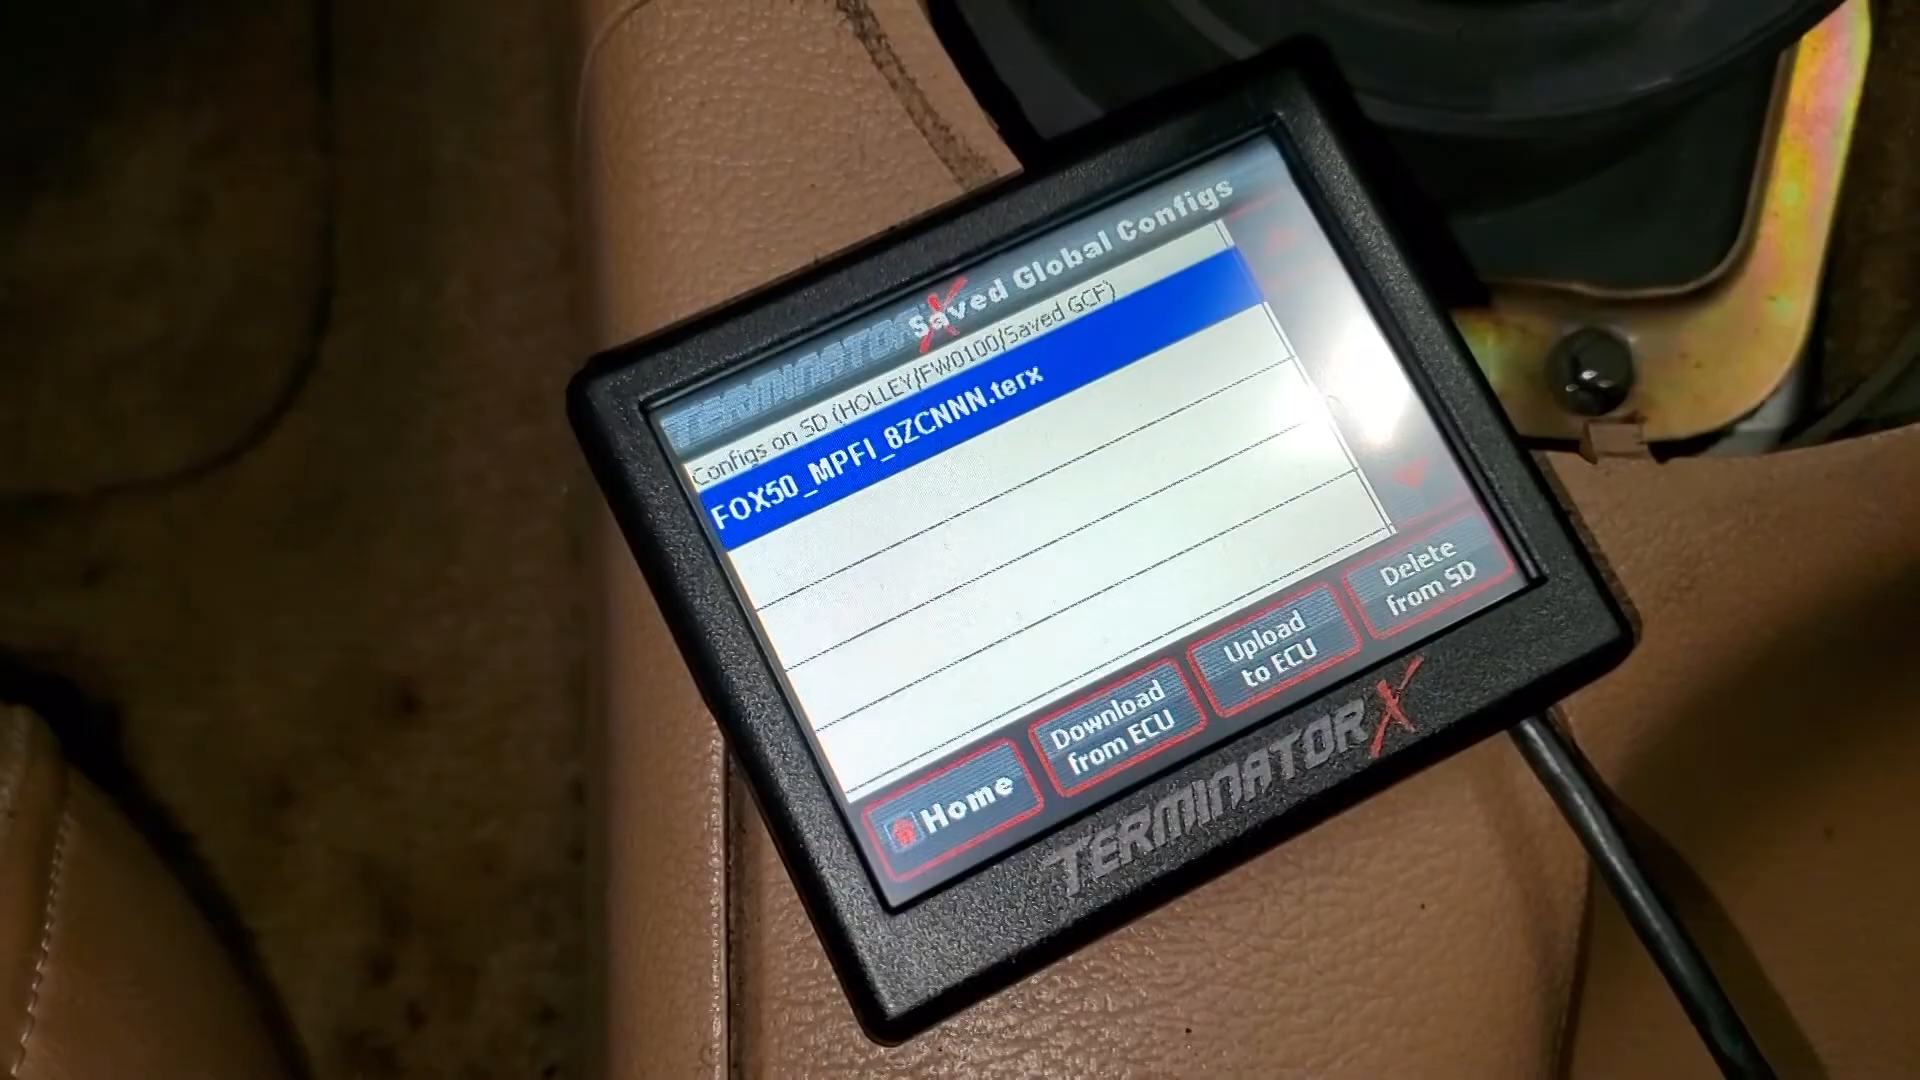 TERMINATOR X
Saved Global Configs
Configs on SD (HOLLEY/FW0100/Saved GCF)
FOX50_MPFI_8ZCNNN.terx
Home
Download
from ECU
Upload
to ECU
Delete
from SD
TERMINATOR X